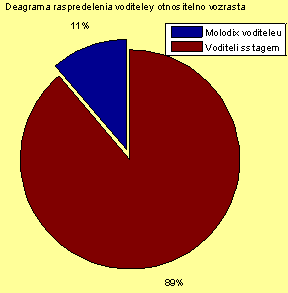 Deagrama raspredelenia voditeley otnositelno vozrasta
11%
Molodix voditeleu
Voditeli s stagem
89%